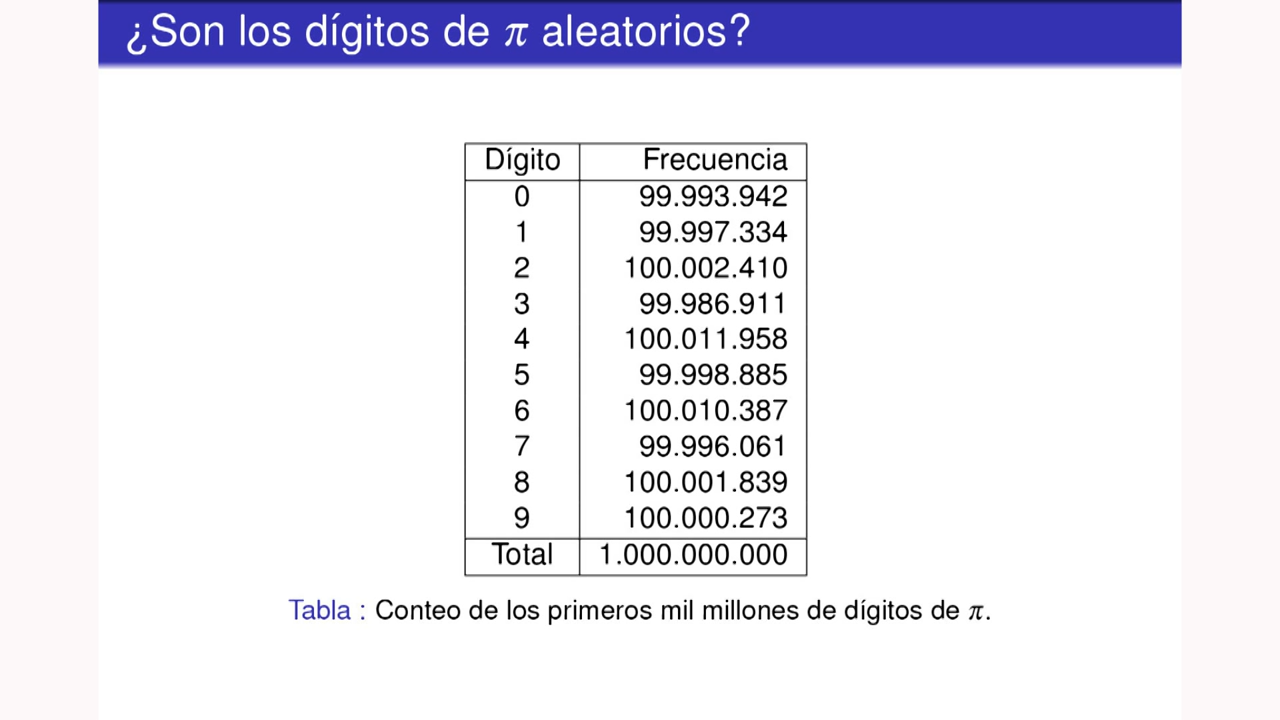 ¿Son los dígitos de π aleatorios?
Dígito Frecuencia
0 99.993.942
1 99.997.334
2 100.002.410
3 99.986.911
4 100.011.958
5 99.998.885
6 100.010.387
7 99.996.061
8 100.001.839
9 100.000.273
Total 1.000.000.000
Tabla : Conteo de los primeros mil millones de dígitos de π.